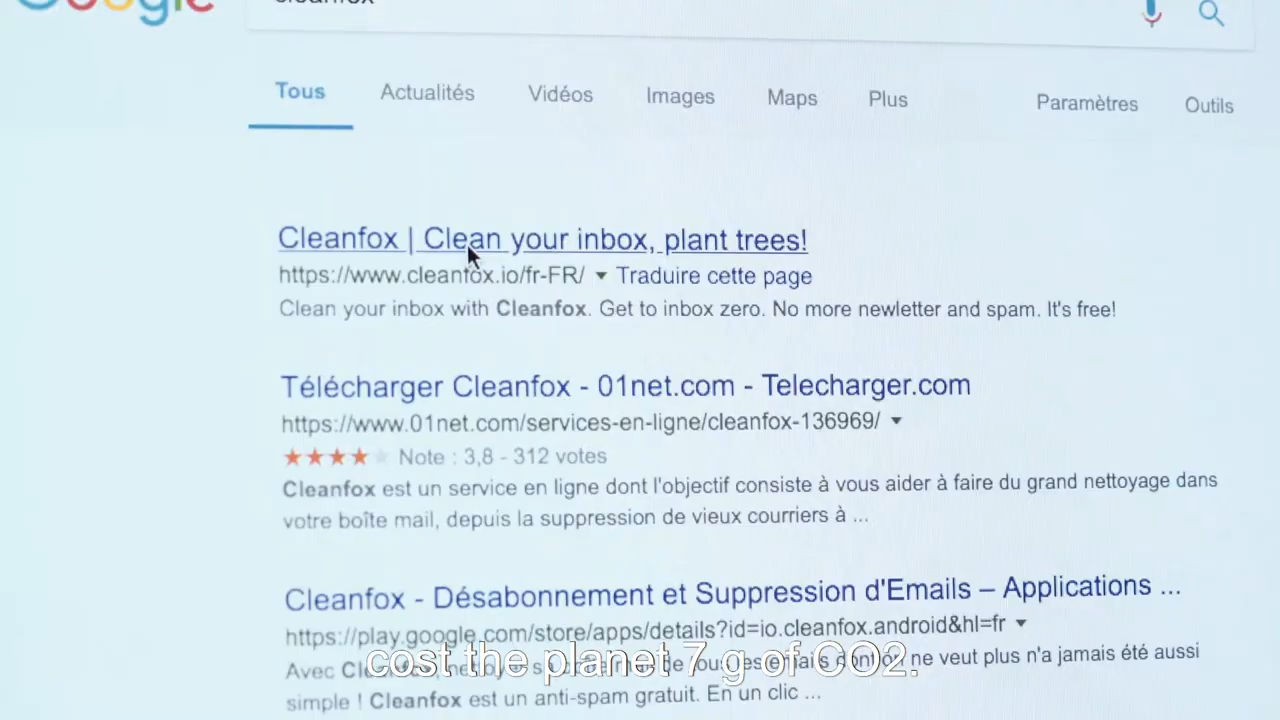 Google
cleanfox
Tous Actualités Vidéos Images Maps Plus Paramètres Outils
Cleanfox | Clean your inbox, plant trees!
https://www.cleanfox.io/fr-FR/ Traduire cette page
Clean your inbox with Cleanfox. Get to inbox zero. No more newletter and spam. It's free!
Télécharger Cleanfox - 01net.com - Telecharger.com
https://www.01net.com/services-en-ligne/cleanfox-136969/
Note : 3,8 - 312 votes
Cleanfox est un service en ligne dont l'objectif consiste à vous aider à faire du grand nettoyage dans
votre boîte mail, depuis la suppression de vieux courriers à ...
Cleanfox - Désabonnement et Suppression d'Emails – Applications ...
https://play.google.com/store/apps/details?id=io.cleanfox.android&hl=fr
Avec ne veut plus n'a jamais été aussi
cost the planet 7 g of CO2.
simple ! Cleanfox est un anti-spam gratuit. En un clic ...